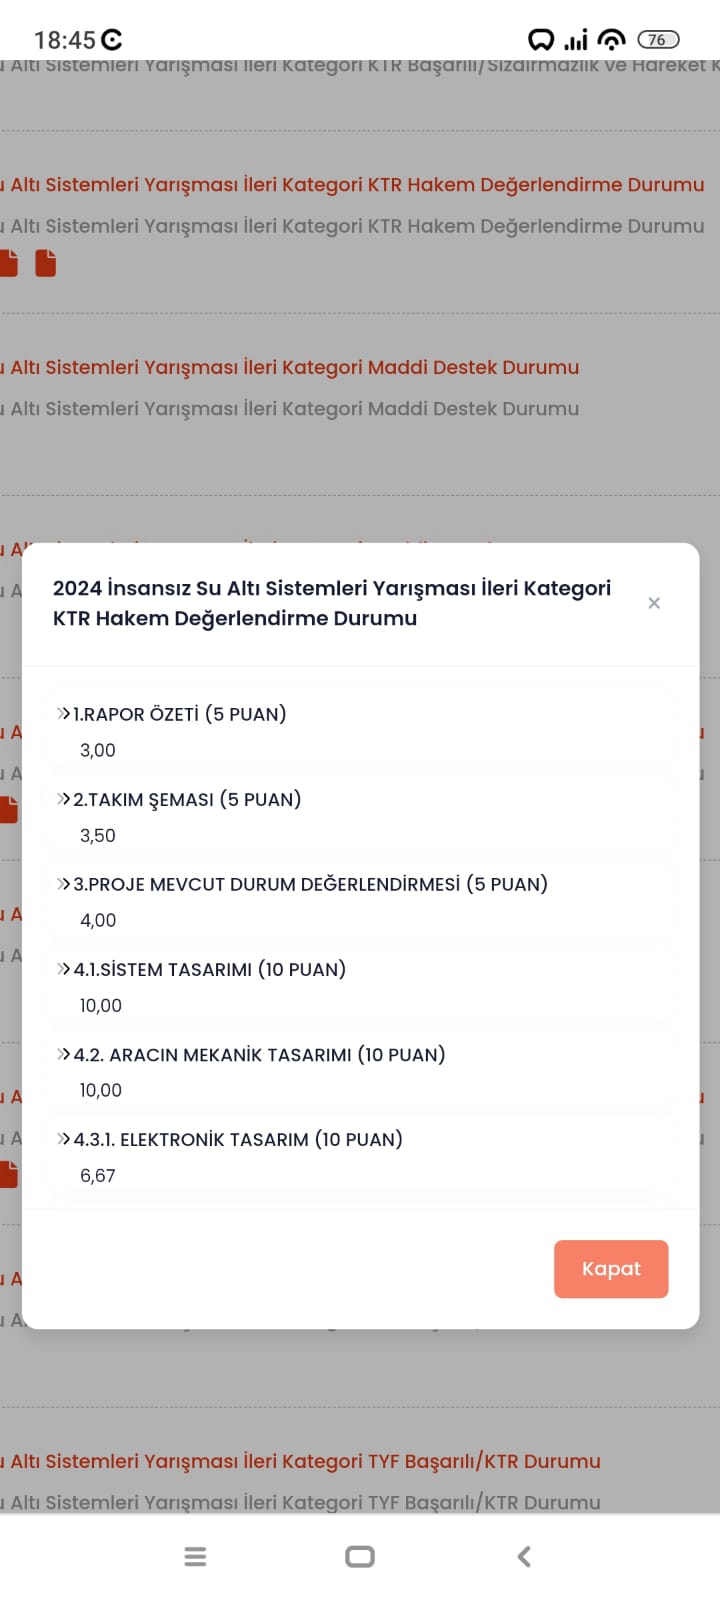 18:45
76
Altı Sistemleri Yarışması İleri Kategori KTR Başarılı/Sızdırmazlık ve Hareket K
u Altı Sistemleri Yarışması İleri Kategori KTR Hakem Değerlendirme Durumu
u Altı Sistemleri Yarışması İleri Kategori KTR Hakem Değerlendirme Durumu
u Altı Sistemleri Yarışması İleri Kategori Maddi Destek Durumu
u Altı Sistemleri Yarışması İleri Kategori Maddi Destek Durumu
2024 İnsansız Su Altı Sistemleri Yarışması İleri Kategori
KTR Hakem Değerlendirme Durumu
×
1.RAPOR ÖZETİ (5 PUAN)
3,00
2.TAKIM ŞEMASI (5 PUAN)
3,50
3.PROJE MEVCUT DURUM DEĞERLENDİRMESİ (5 PUAN)
4,00
4.1.SİSTEM TASARIMI (10 PUAN)
10,00
4.2. ARACIN MEKANİK TASARIMI (10 PUAN)
10,00
4.3.1. ELEKTRONİK TASARIM (10 PUAN)
6,67
Kapat
u Altı Sistemleri Yarışması İleri Kategori TYF Başarılı/KTR Durumu
u Altı Sistemleri Yarışması İleri Kategori TYF Başarılı/KTR Durumu